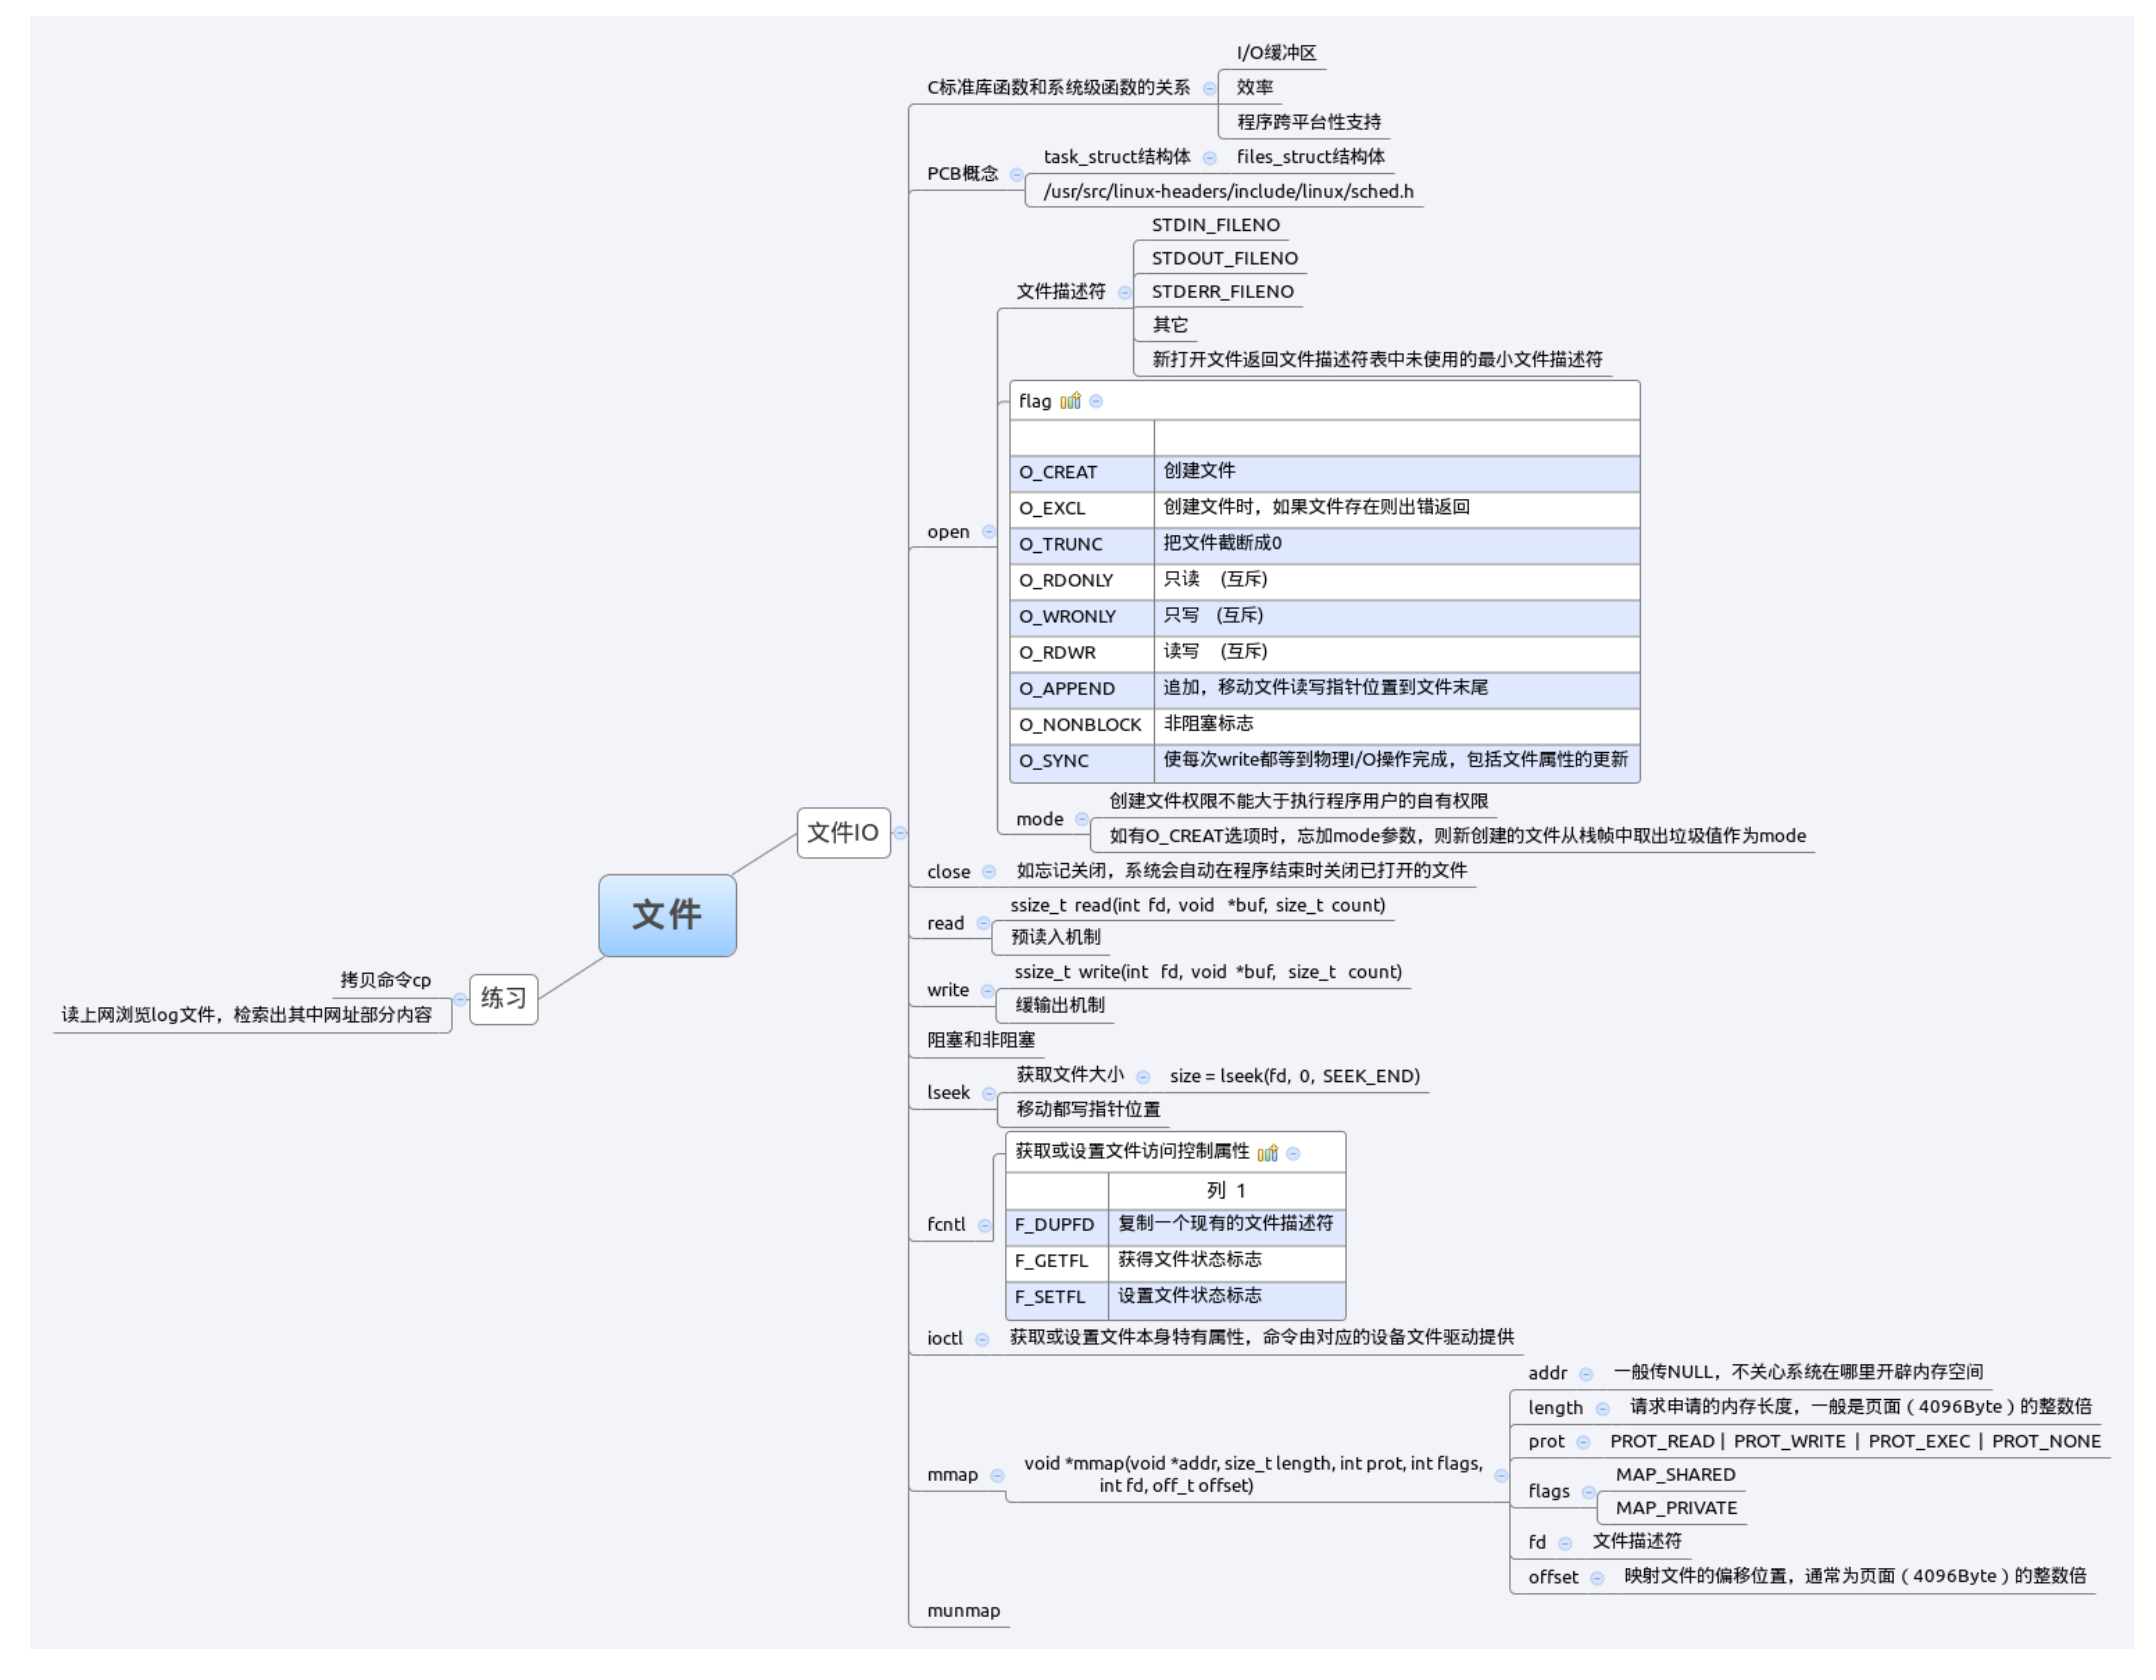 I/O缓冲区
C标准库函数和系统级函数的关系
效率
程序跨平台性支持
task_struct结构体
files_struct结构体
PCB概念
/usr/src/linux-headers/include/linux/sched.h
STDIN_FILENO
STDOUT_FILENO
文件描述符
STDERR_FILENO
其它
新打开文件返回文件描述符表中未使用的最小文件描述符
flag
O_CREAT 创建文件
O_EXCL 创建文件时，如果文件存在则出错返回
open
O_TRUNC 把文件截断成0
O_RDONLY 只读 (互斥)
O_WRONLY 只写 (互斥)
O_RDWR 读写 (互斥)
O_APPEND 追加，移动文件读写指针位置到文件末尾
O_NONBLOCK 非阻塞标志
O_SYNC 使每次write都等到物理I/O操作完成，包括文件属性的更新
mode
创建文件权限不能大于执行程序用户的自有权限
如有O_CREAT选项时，忘加mode参数，则新创建的文件从栈帧中取出垃圾值作为mode
文件IO
close
如忘记关闭，系统会自动在程序结束时关闭已打开的文件
文件
read
ssize_t read(int fd, void *buf, size_t count)
预读入机制
write
ssize_t write(int fd, void *buf, size_t count)
缓输出机制
拷贝命令cp
练习
读上网浏览log文件，检索出其中网址部分内容
阻塞和非阻塞
lseek
获取文件大小
size = lseek(fd, 0, SEEK_END)
移动都写指针位置
获取或设置文件访问控制属性
列 1
fcntl
F_DUPFD 复制一个现有的文件描述符
F_GETFL 获得文件状态标志
F_SETFL 设置文件状态标志
ioctl
获取或设置文件本身特有属性，命令由对应的设备文件驱动提供
addr
一般传NULL，不关心系统在哪里开辟内存空间
length
请求申请的内存长度，一般是页面（4096Byte）的整数倍
prot
PROT_READ | PROT_WRITE | PROT_EXEC | PROT_NONE
mmap
void *mmap(void *addr, size_t length, int prot, int flags,
int fd, off_t offset)
flags
MAP_SHARED
MAP_PRIVATE
fd
文件描述符
offset
映射文件的偏移位置，通常为页面（4096Byte）的整数倍
munmap